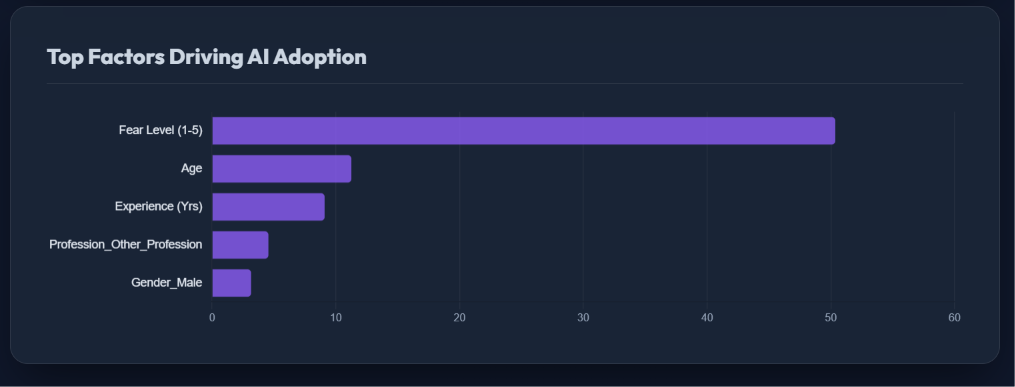 Top Factors Driving AI Adoption
Fear Level (1-5)
Age
Experience (Yrs)
Profession_Other_Profession
Gender_Male
0 10 20 30 40 50 60